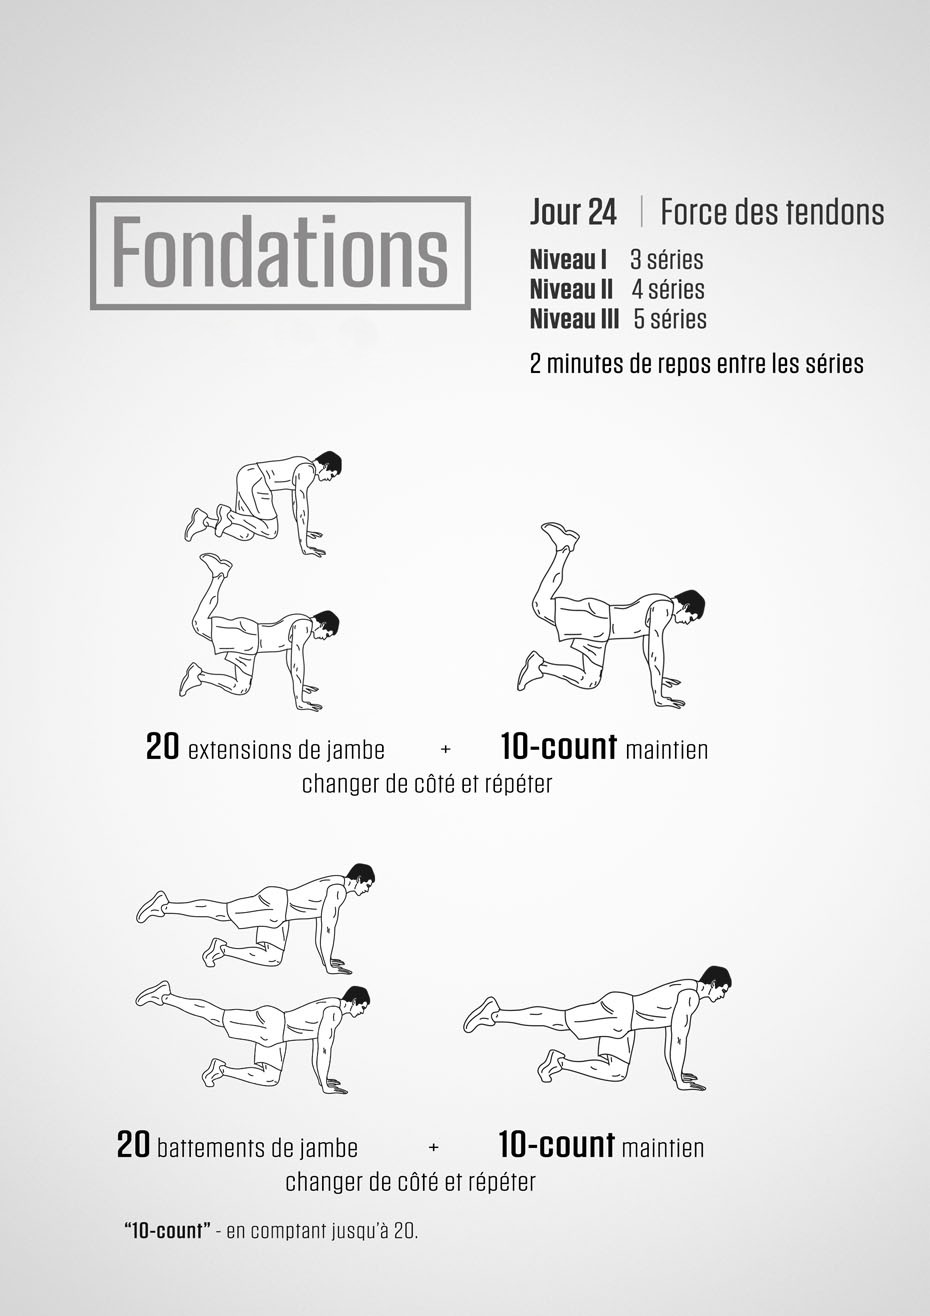 Fondations
Jour 24 | Force des tendons
Niveau I 3 séries
Niveau II 4 séries
Niveau III 5 séries
2 minutes de repos entre les séries
20 extensions de jambe + 10-count maintien
changer de côté et répéter
20 battements de jambe + 10-count maintien
changer de côté et répéter
“10-count” - en comptant jusqu’à 20.